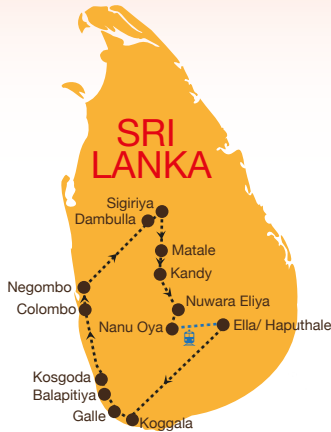 SRI
LANKA
Sigiriya
Dambulla
Matale
Kandy
Negombo
Nuwara Eliya
Colombo
Ella/ Haputhale
Nanu Oya
Kosgoda
Balapitiya
Galle
Koggala